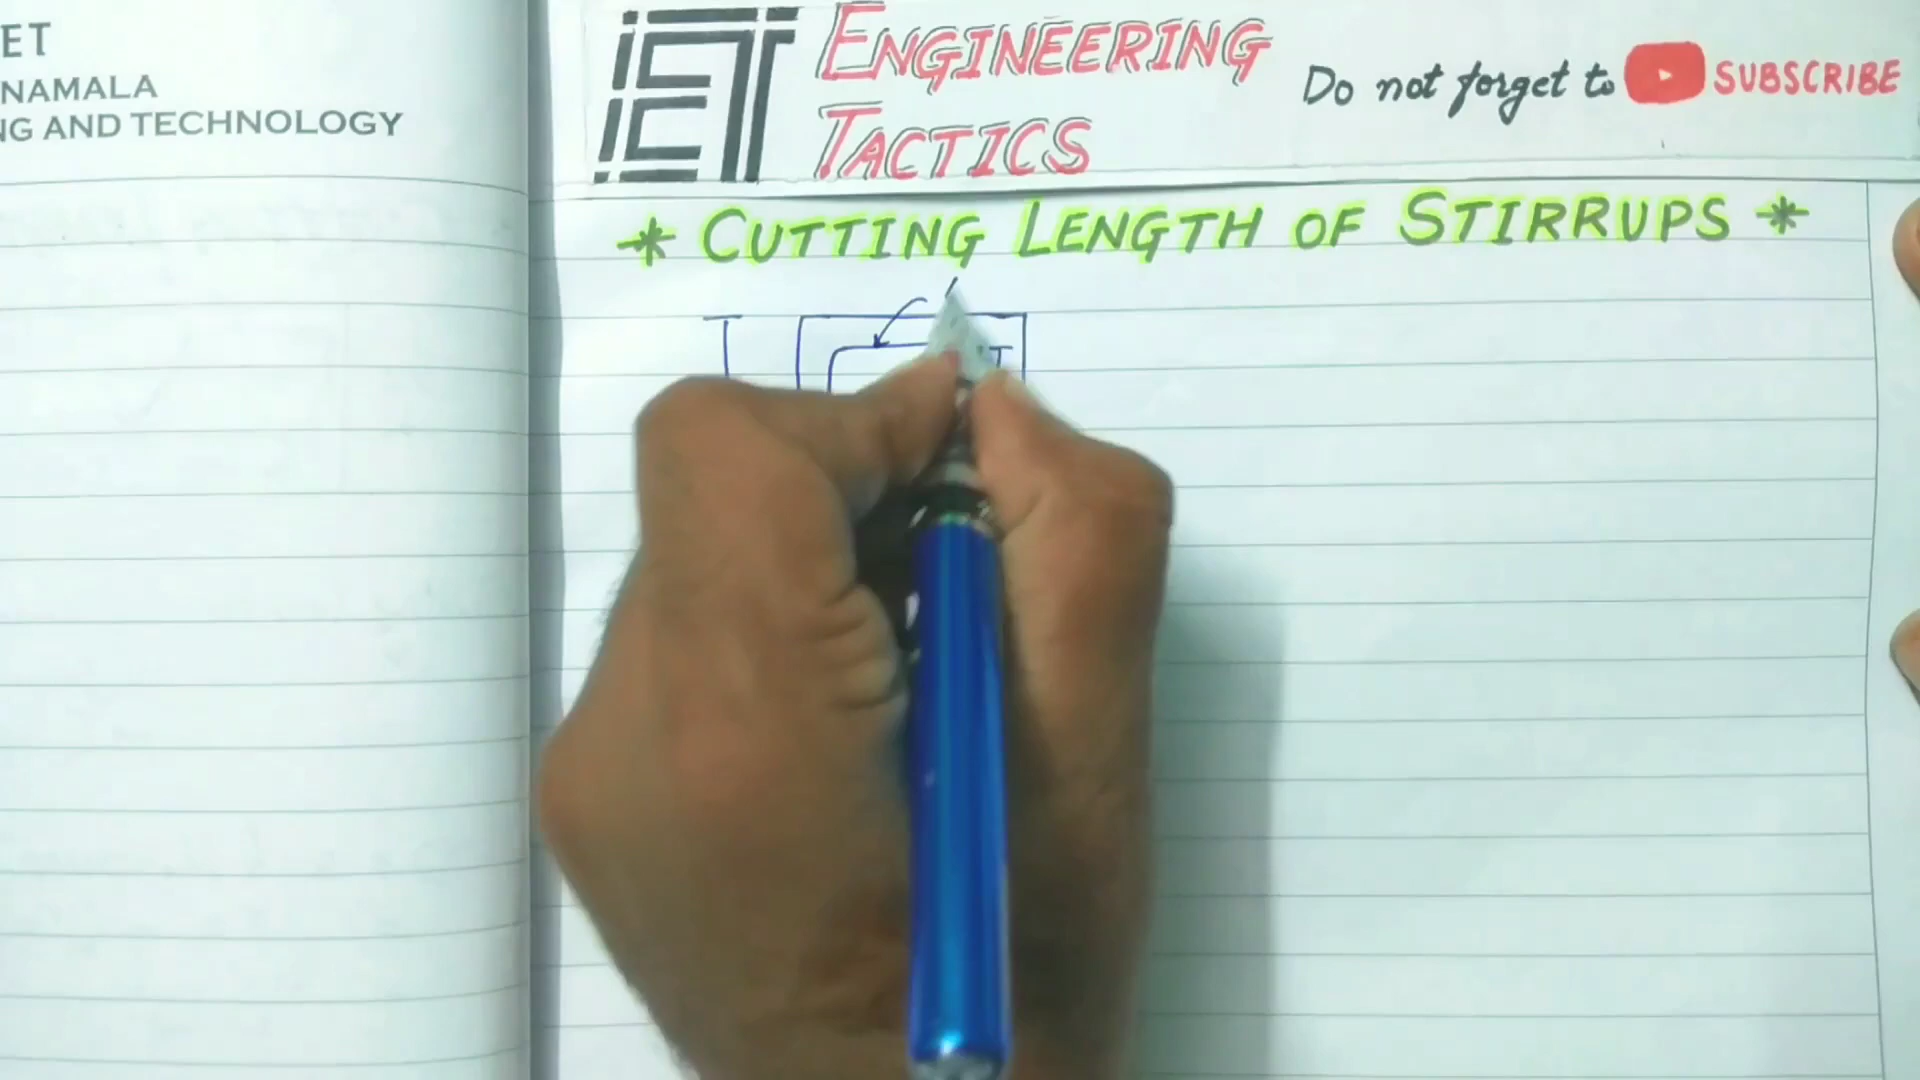 ET
NAMALA
NG AND TECHNOLOGY
ET
ENGINEERING
TACTICS
Do not forget to SUBSCRIBE
* CUTTING LENGTH OF STIRRUPS *